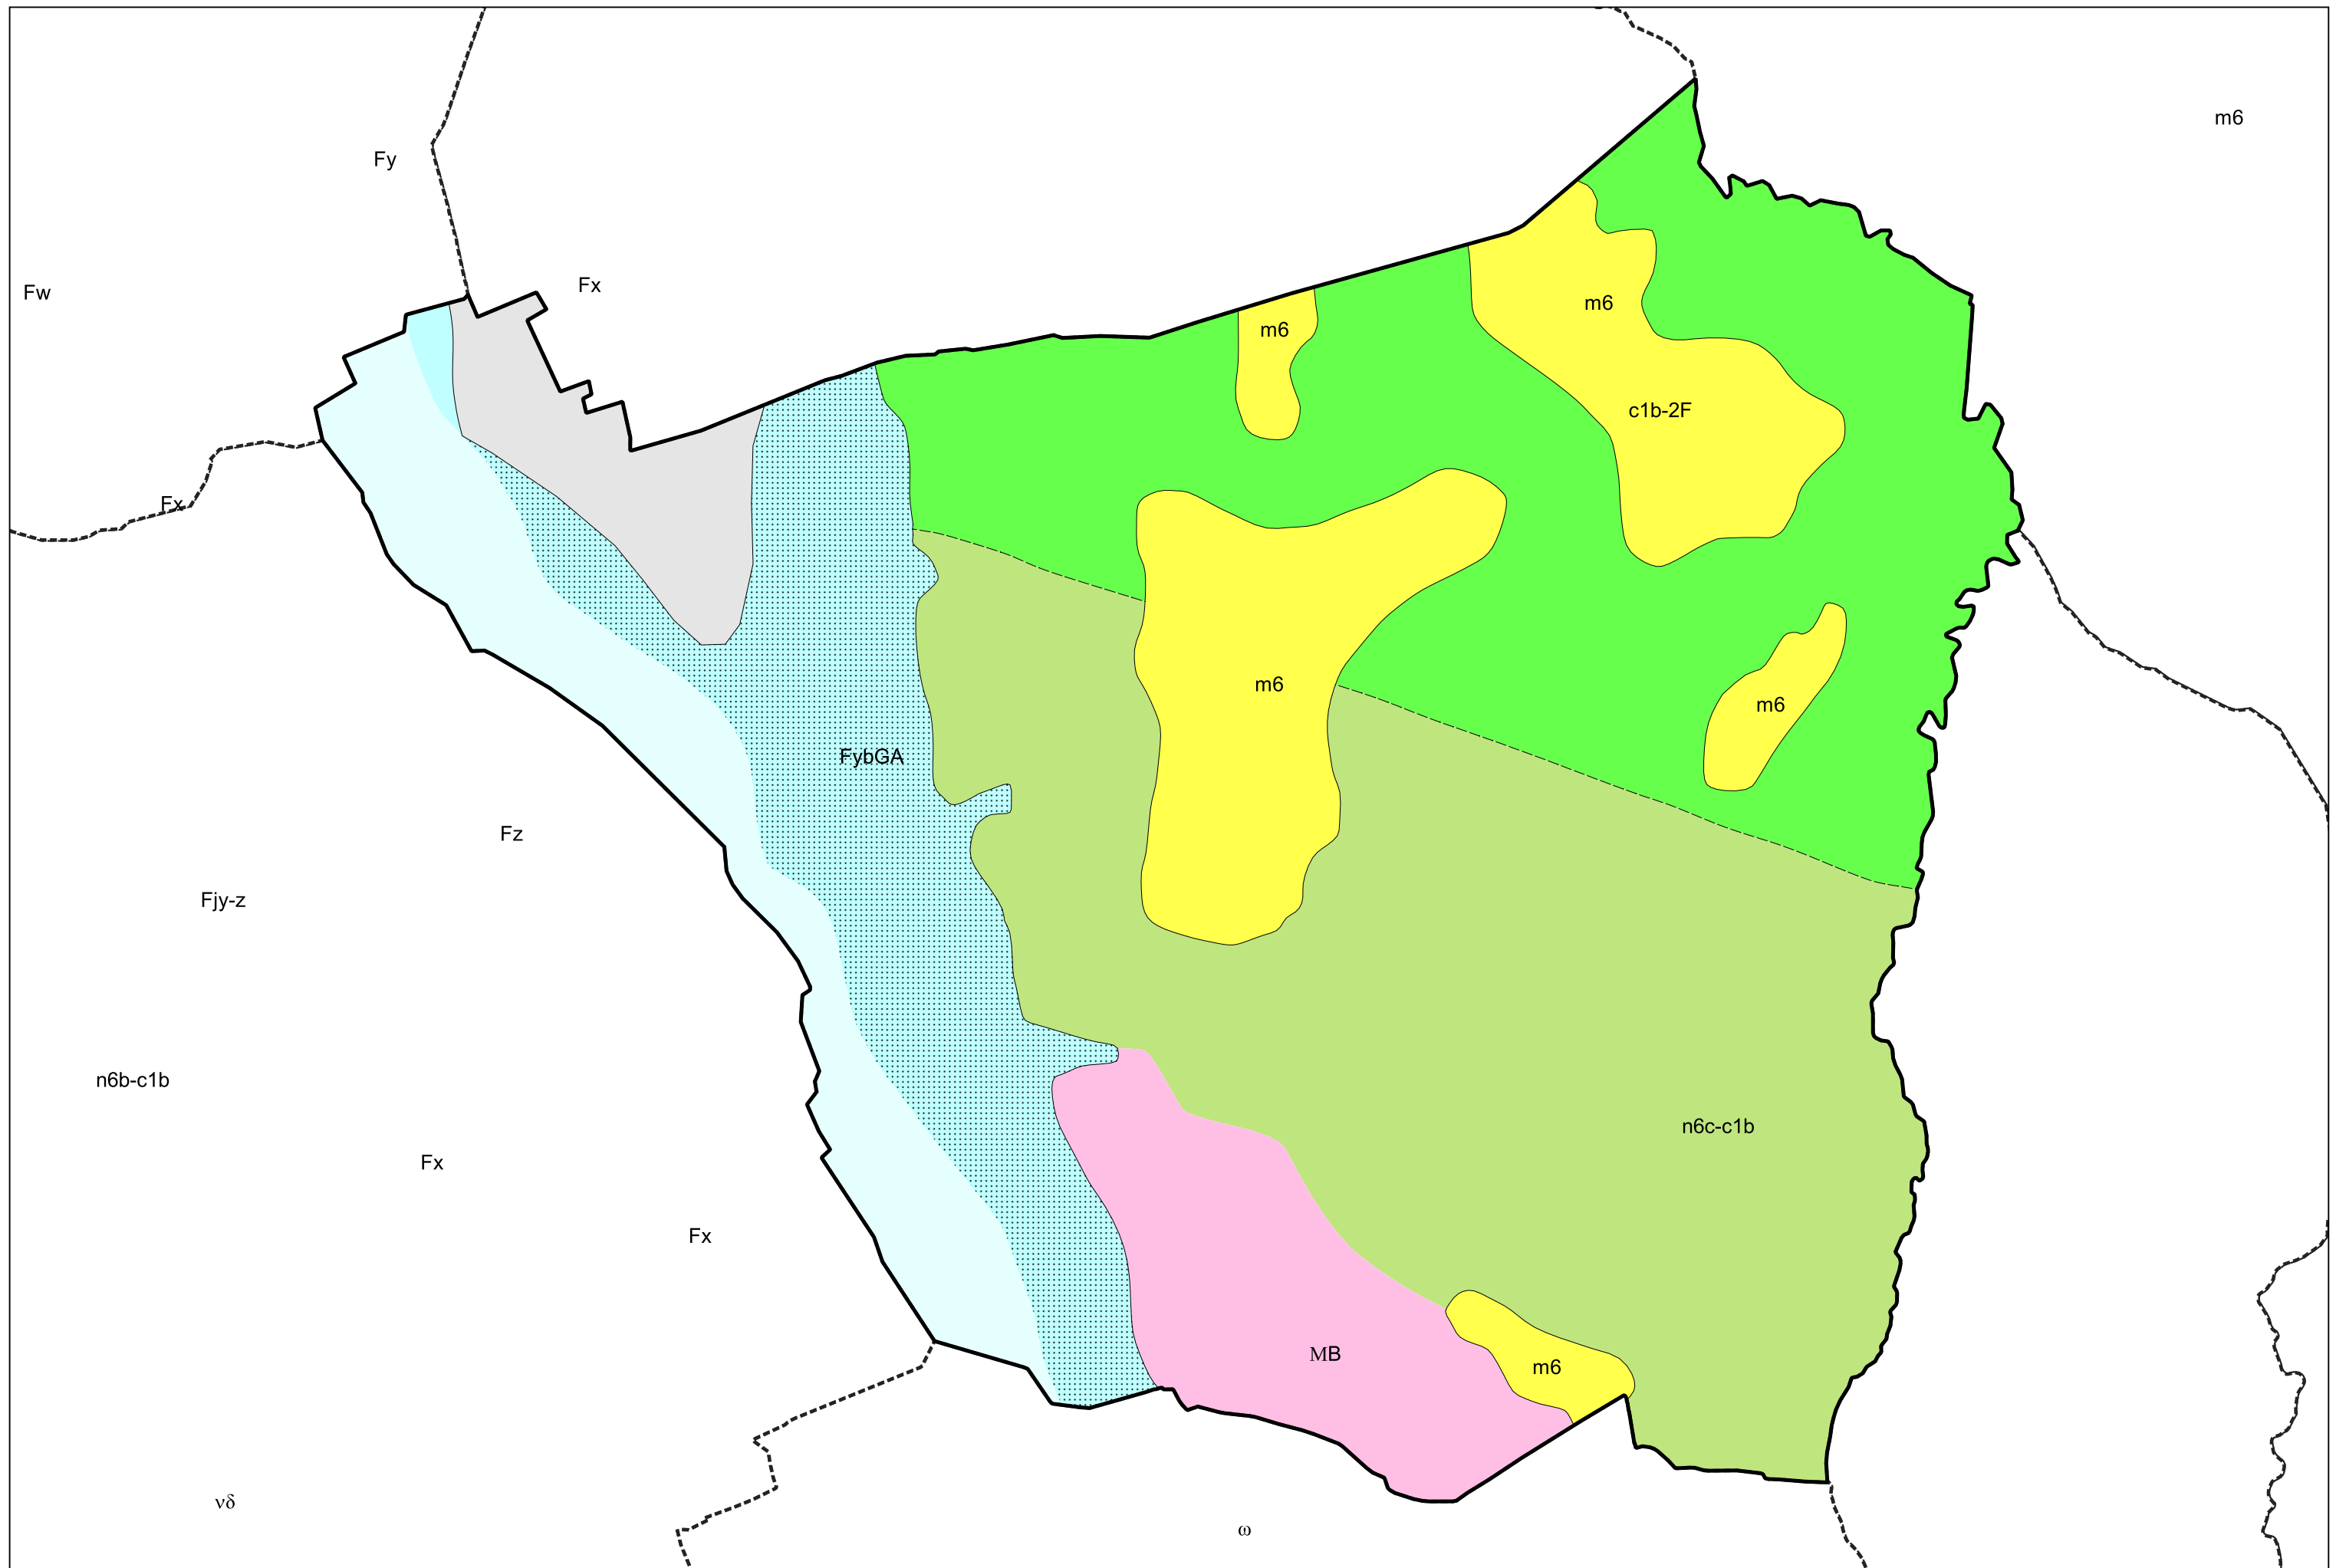 m6
Fy
Fx
Fw
m6
m6
c1b-2F
Fx
m6
m6
FybGA
Fz
Fjy-z
n6b-c1b
n6c-c1b
Fx
Fx
MB
m6
νδ
ω